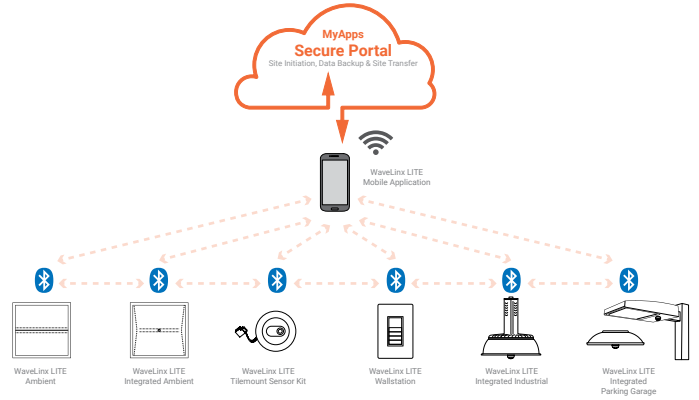 MyApps
Secure Portal
Site Initiation, Data Backup & Site Transfer
WaveLinx LITE
Mobile Application
WaveLinx LITE
Ambient
WaveLinx LITE
Integrated Ambient
WaveLinx LITE
Tilemount Sensor Kit
WaveLinx LITE
Wallstation
WaveLinx LITE
Integrated Industrial
WaveLinx LITE
Integrated
Parking Garage